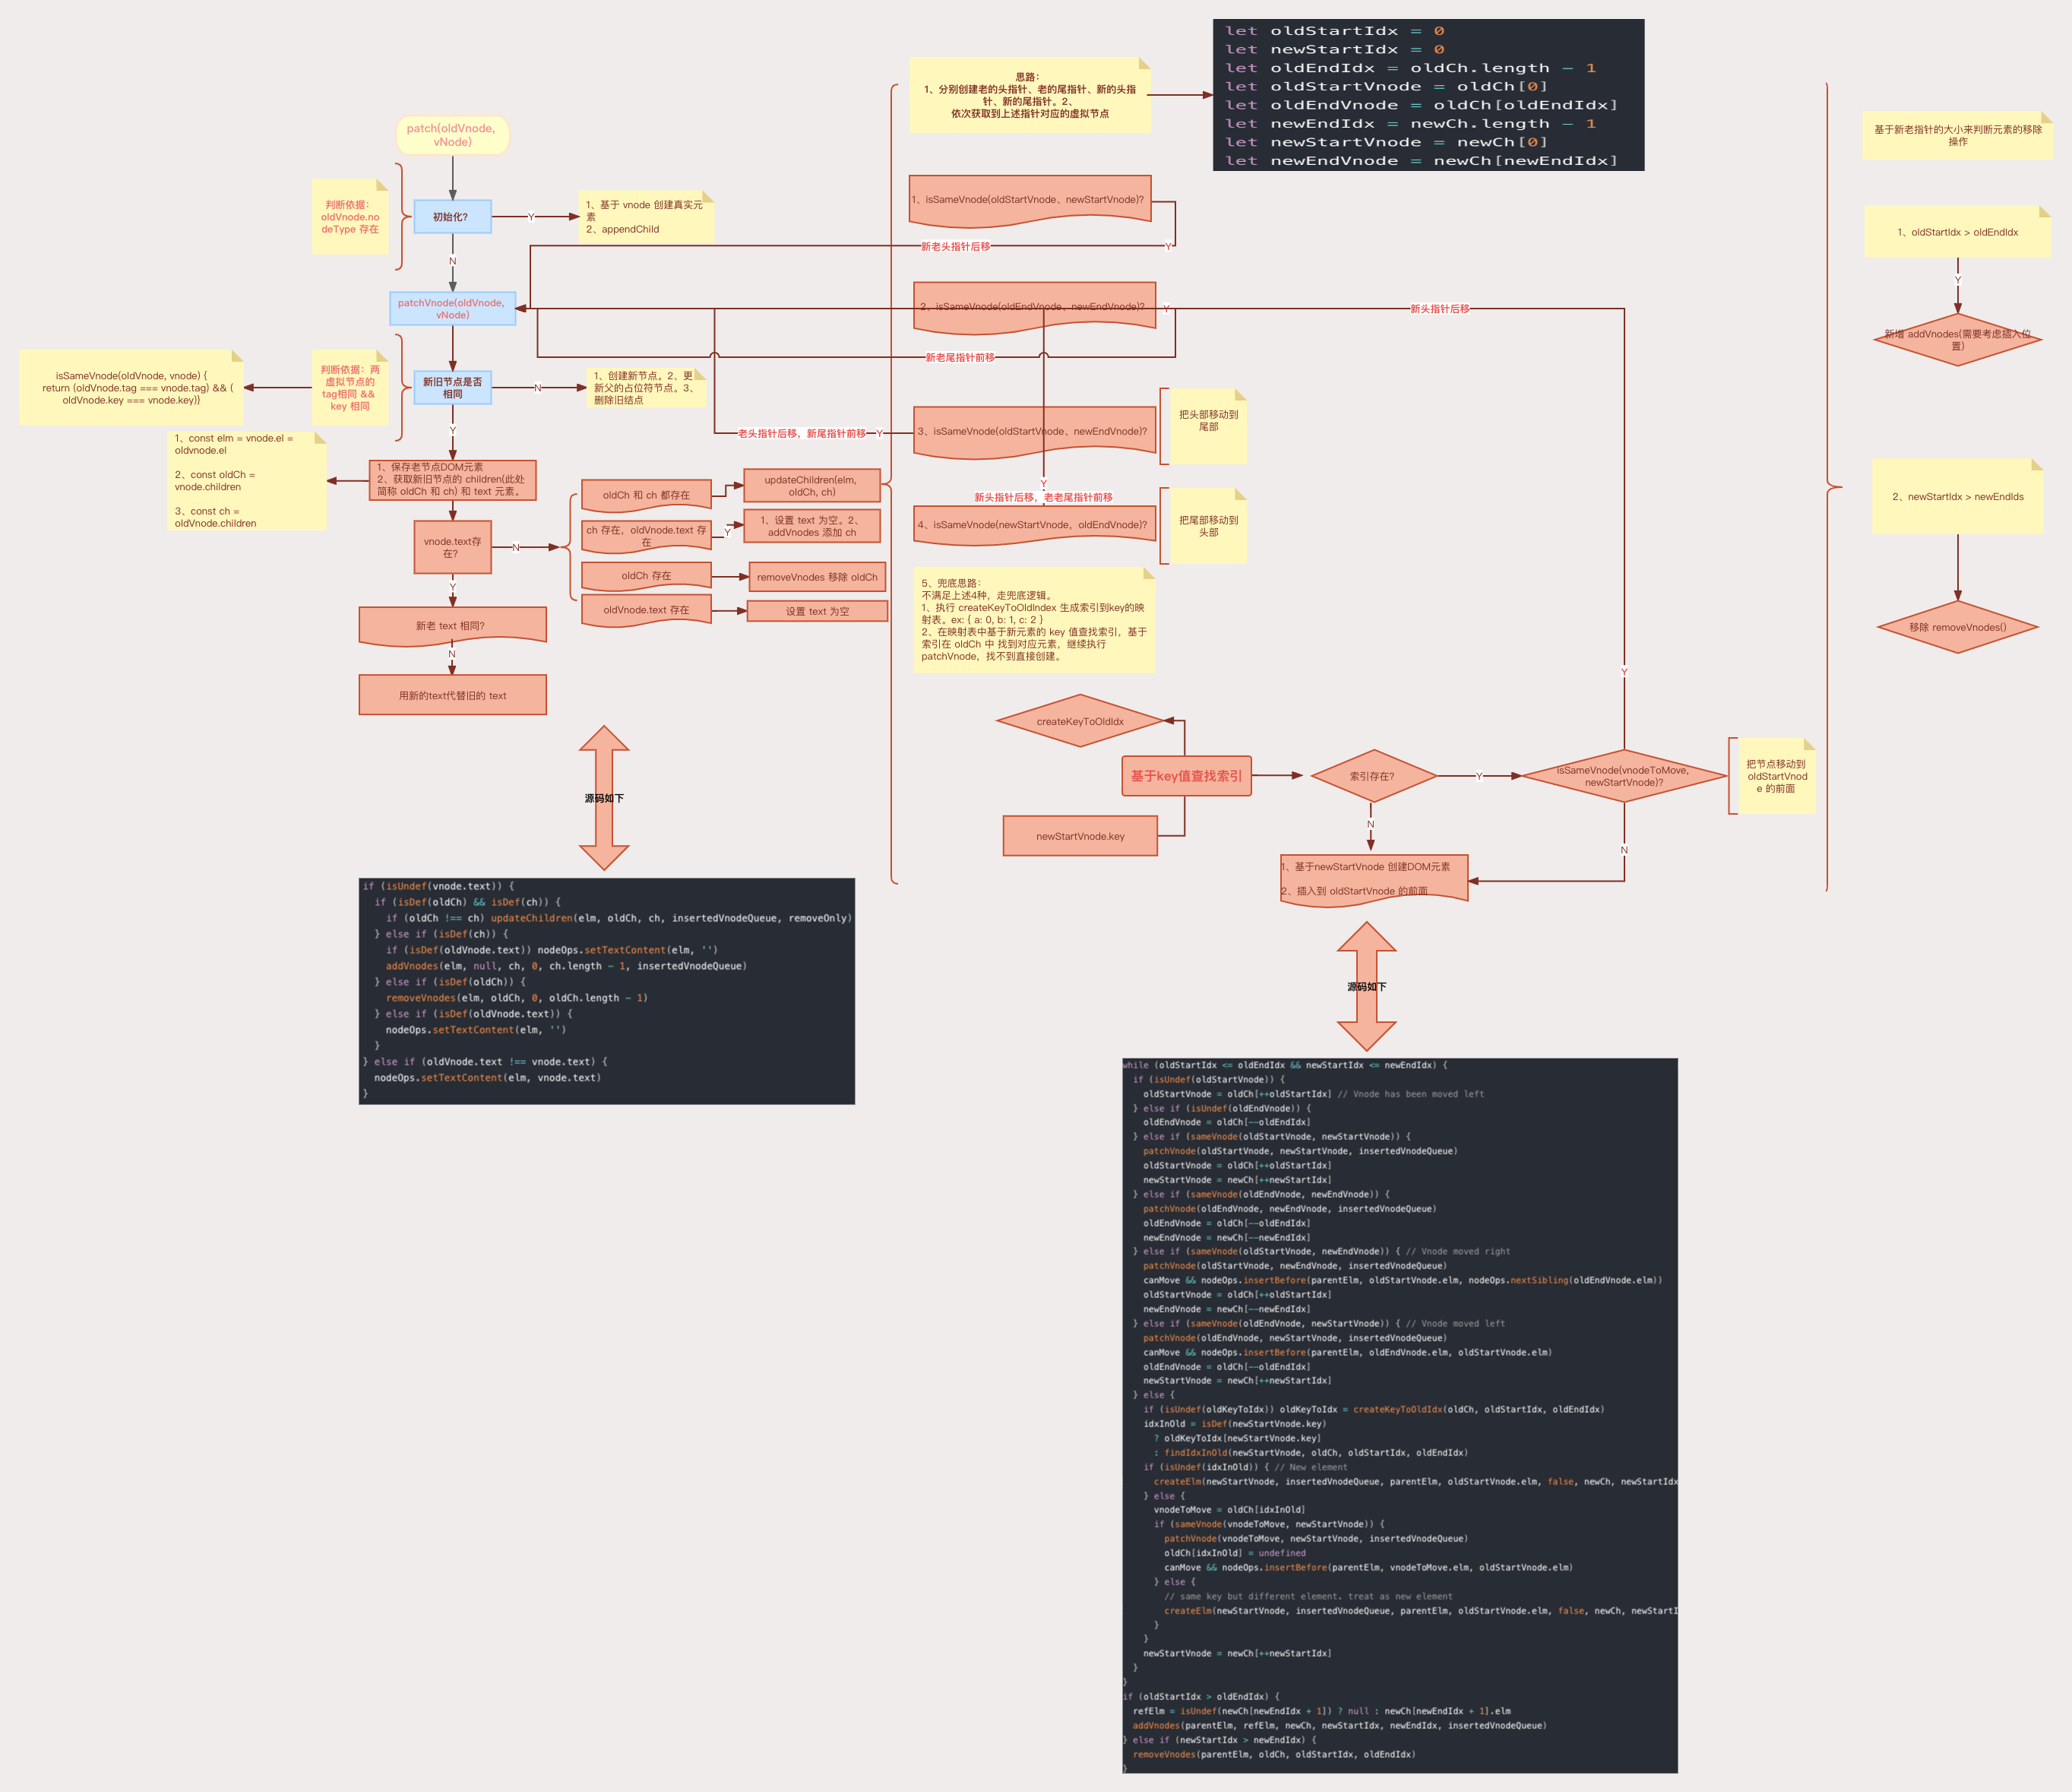 patch(oldVnode,
vNode)
判断依据：
oldVnode.no
deType 存在
初始化？
Y
1、基于 vnode 创建真实元
素
2、appendChild
N
patchVnode(oldVnode,
vNode)
isSameVnode(oldVnode, vnode) {
return (oldVnode.tag === vnode.tag) && (
oldVnode.key === vnode.key)}
判断依据：两
虚拟节点的
tag相同 &&
key 相同
新旧节点是否
相同
N
1、创建新节点。2、更
新父的占位符节点。3、
删除旧结点
Y
1、const elm = vnode.el =
oldvnode.el
2、const oldCh =
vnode.children
3、const ch =
oldVnode.children
1、保存老节点DOM元素
2、获取新旧节点的 children(此处
简称 oldCh 和 ch) 和 text 元素。
vnode.text存
在？
N
Y
oldCh 和 ch 都存在
updateChildren(elm,
oldCh, ch)
ch 存在，oldVnode.text 存
在
Y
1、设置 text 为空。2、
addVnodes 添加 ch
oldCh 存在
removeVnodes 移除 oldCh
oldVnode.text 存在
设置 text 为空
新老 text 相同？
N
用新的text代替旧的 text
源码如下
if (isUndef(vnode.text)) {
if (isDef(oldCh) && isDef(ch)) {
if (oldCh !== ch) updateChildren(elm, oldCh, ch, insertedVnodeQueue, removeOnly)
} else if (isDef(ch)) {
if (isDef(oldVnode.text)) nodeOps.setTextContent(elm, '')
addVnodes(elm, null, ch, 0, ch.length - 1, insertedVnodeQueue)
} else if (isDef(oldCh)) {
removeVnodes(elm, oldCh, 0, oldCh.length - 1)
} else if (isDef(oldVnode.text)) {
nodeOps.setTextContent(elm, '')
}
} else if (oldVnode.text !== vnode.text) {
nodeOps.setTextContent(elm, vnode.text)
}
思路：
1、分别创建老的头指针、老的尾指针、新的头指
针、新的尾指针。2、
依次获取到上述指针对应的虚拟节点
let oldStartIdx = 0
let newStartIdx = 0
let oldEndIdx = oldCh.length - 1
let oldStartVnode = oldCh[0]
let oldEndVnode = oldCh[oldEndIdx]
let newEndIdx = newCh.length - 1
let newStartVnode = newCh[0]
let newEndVnode = newCh[newEndIdx]
1、isSameVnode(oldStartVnode、newStartVnode)?
新老头指针后移
Y
2、isSameVnode(oldEndVnode、newEndVnode)?
Y
新头指针后移
新老尾指针前移
3、isSameVnode(oldStartVnode、newEndVnode)?
老头指针后移，新尾指针前移
Y
把头部移动到
尾部
Y
新头指针后移，老老尾指针前移
4、isSameVnode(newStartVnode，oldEndVnode)?
把尾部移动到
头部
5、兜底思路：
不满足上述4种，走兜底逻辑。
1、执行 createKeyToOldIndex 生成索引到key的映
射表。ex: { a: 0, b: 1, c: 2 }
2、在映射表中基于新元素的 key 值查找索引，基于
索引在 oldCh 中 找到对应元素，继续执行
patchVnode，找不到直接创建。
createKeyToOldIdx
基于key值查找索引
newStartVnode.key
索引存在？
Y
N
isSameVnode(vnodeToMove,
newStartVnode)?
Y
N
把节点移动到
oldStartVnod
e 的前面
1、基于newStartVnode 创建DOM元素
2、插入到 oldStartVnode 的前面
源码如下
while (oldStartIdx <= oldEndIdx && newStartIdx <= newEndIdx) {
if (isUndef(oldStartVnode)) {
oldStartVnode = oldCh[++oldStartIdx] // Vnode has been moved left
} else if (isUndef(oldEndVnode)) {
oldEndVnode = oldCh[--oldEndIdx]
} else if (sameVnode(oldStartVnode, newStartVnode)) {
patchVnode(oldStartVnode, newStartVnode, insertedVnodeQueue)
oldStartVnode = oldCh[++oldStartIdx]
newStartVnode = newCh[++newStartIdx]
} else if (sameVnode(oldEndVnode, newEndVnode)) {
patchVnode(oldEndVnode, newEndVnode, insertedVnodeQueue)
oldEndVnode = oldCh[--oldEndIdx]
newEndVnode = newCh[--newEndIdx]
} else if (sameVnode(oldStartVnode, newEndVnode)) { // Vnode moved right
patchVnode(oldStartVnode, newEndVnode, insertedVnodeQueue)
canMove && nodeOps.insertBefore(parentElm, oldStartVnode.elm, nodeOps.nextSibling(oldEndVnode.elm))
oldStartVnode = oldCh[++oldStartIdx]
newEndVnode = newCh[--newEndIdx]
} else if (sameVnode(oldEndVnode, newStartVnode)) { // Vnode moved left
patchVnode(oldEndVnode, newStartVnode, insertedVnodeQueue)
canMove && nodeOps.insertBefore(parentElm, oldEndVnode.elm, oldStartVnode.elm)
oldEndVnode = oldCh[--oldEndIdx]
newStartVnode = newCh[++newStartIdx]
} else {
if (isUndef(oldKeyToIdx)) oldKeyToIdx = createKeyToOldIdx(oldCh, oldStartIdx, oldEndIdx)
idxInOld = isDef(newStartVnode.key)
? oldKeyToIdx[newStartVnode.key]
: findIdxInOld(newStartVnode, oldCh, oldStartIdx, oldEndIdx)
if (isUndef(idxInOld)) { // New element
createElm(newStartVnode, insertedVnodeQueue, parentElm, oldStartVnode.elm, false, newCh, newStartIdx
} else {
vnodeToMove = oldCh[idxInOld]
if (sameVnode(vnodeToMove, newStartVnode)) {
patchVnode(vnodeToMove, newStartVnode, insertedVnodeQueue)
oldCh[idxInOld] = undefined
canMove && nodeOps.insertBefore(parentElm, vnodeToMove.elm, oldStartVnode.elm)
} else {
// same key but different element. treat as new element
createElm(newStartVnode, insertedVnodeQueue, parentElm, oldStartVnode.elm, false, newCh, newStartI
}
}
newStartVnode = newCh[++newStartIdx]
}
}
if (oldStartIdx > oldEndIdx) {
refElm = isUndef(newCh[newEndIdx + 1]) ? null : newCh[newEndIdx + 1].elm
addVnodes(parentElm, refElm, newCh, newStartIdx, newEndIdx, insertedVnodeQueue)
} else if (newStartIdx > newEndIdx) {
removeVnodes(parentElm, oldCh, oldStartIdx, oldEndIdx)
}
基于新老指针的大小来判断元素的移除
操作
1、oldStartIdx > oldEndIdx
Y
新增 addVnodes(需要考虑插入位
置)
2、newStartIdx > newEndIds
移除 removeVnodes()